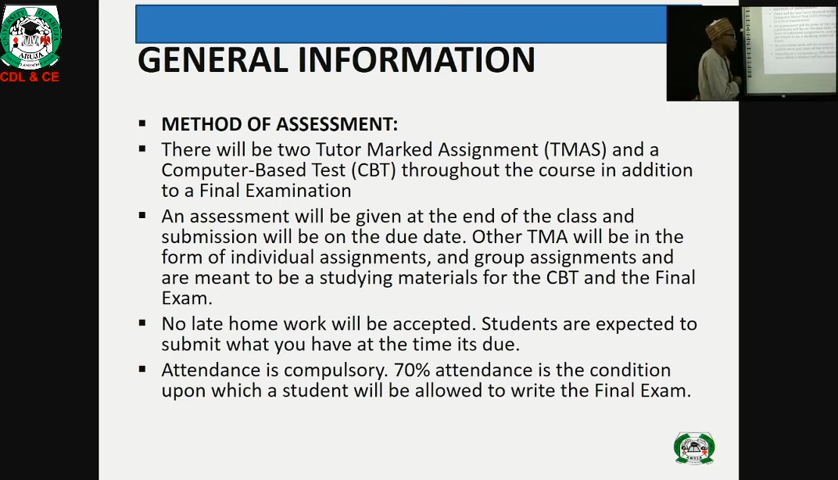 ABUJA
CDL & CE
GENERAL INFORMATION
METHOD OF ASSESSMENT:
There will be two Tutor Marked Assignment (TMAS) and a
Computer-Based Test (CBT) throughout the course in addition
to a Final Examination
An assessment will be given at the end of the class and
submission will be on the due date. Other TMA will be in the
form of individual assignments, and group assignments and
are meant to be a studying materials for the CBT and the Final
Exam.
No late home work will be accepted. Students are expected to
submit what you have at the time its due.
Attendance is compulsory. 70% attendance is the condition
upon which a student will be allowed to write the Final Exam.